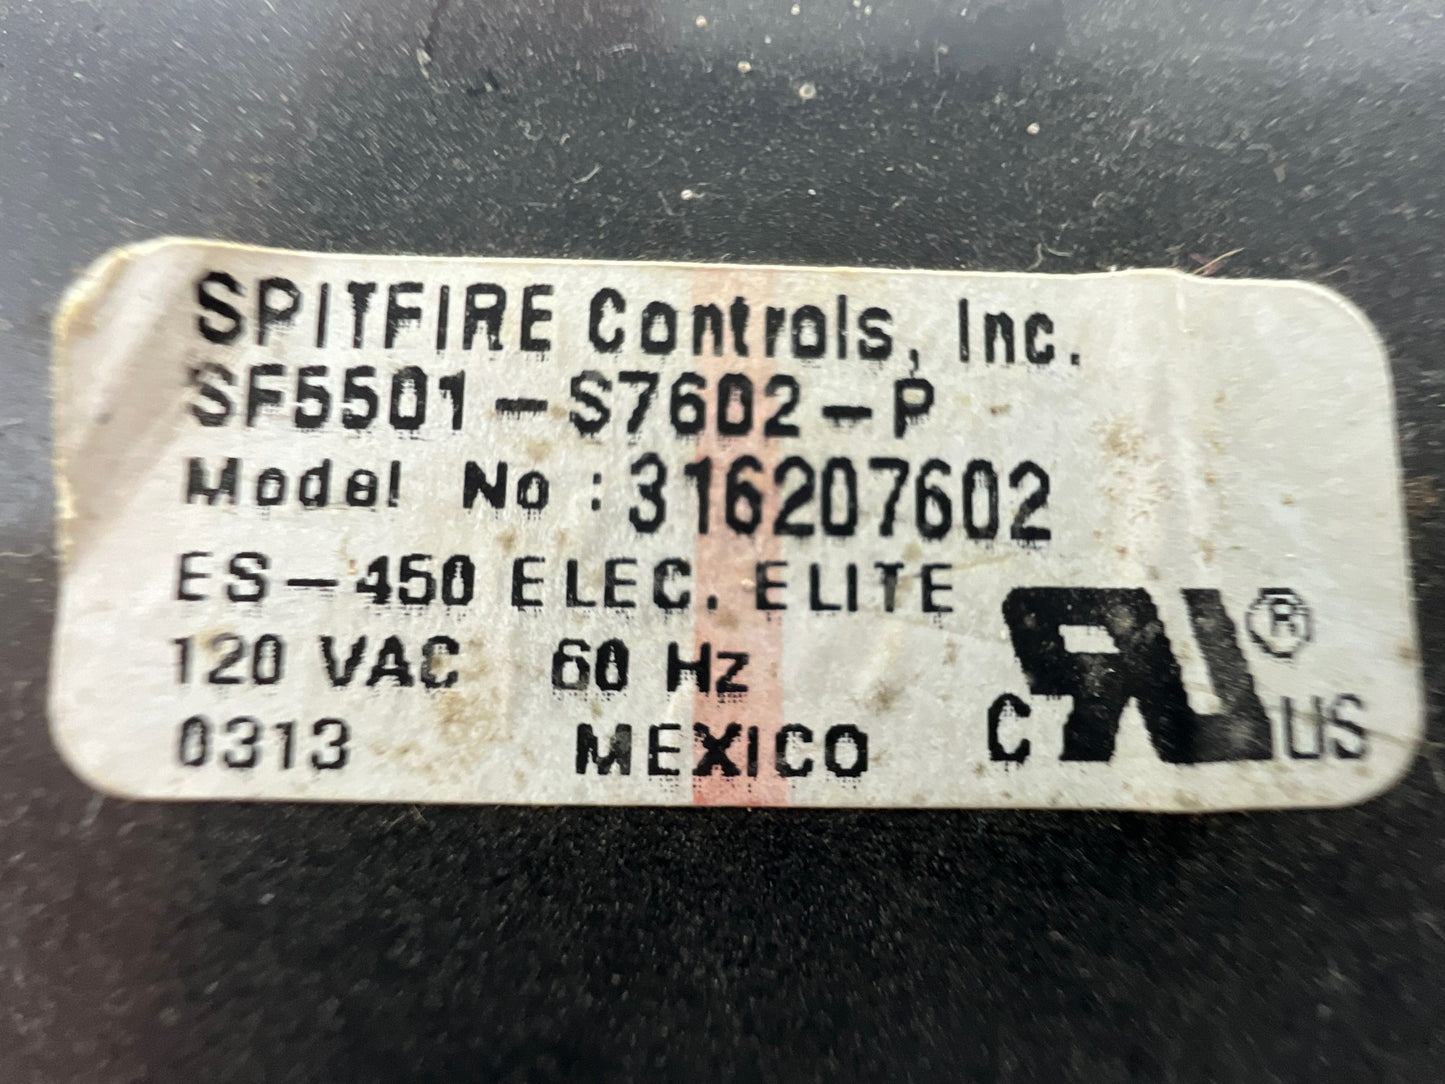 SPITFIRE Controls, Inc.
SF5501-S7602-P
Model No: 316207602
ES-450 ELEC. ELITE
120 VAC 60 Hz
0313 MEXICO
C RU® US